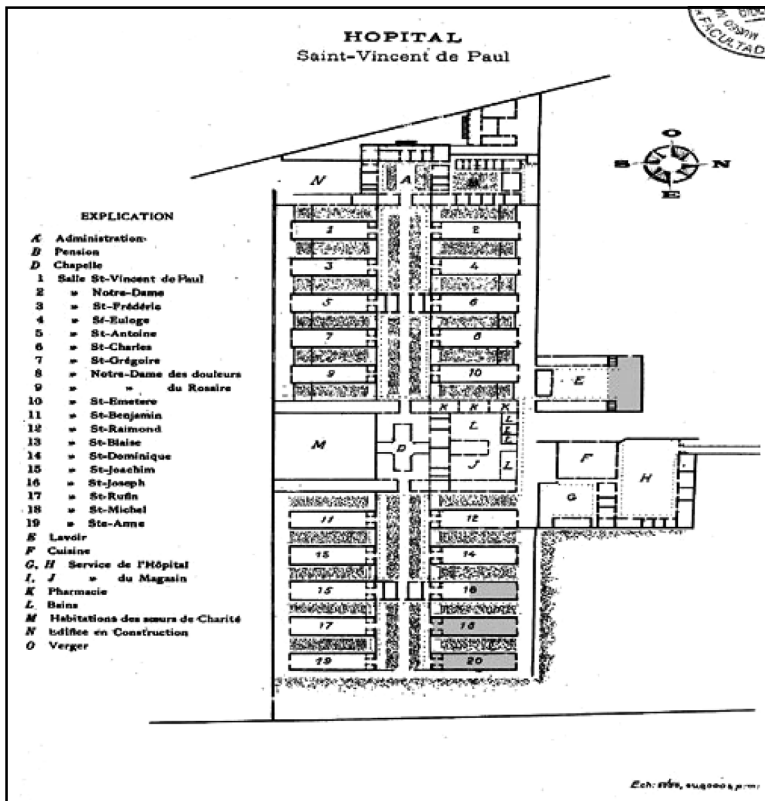 HOPITAL
Saint-Vincent de Paul
MUSEO
FACULTAD
O
S
N
E
EXPLICATION
A Administration
B Pension
D Chapelle
1 Salle St-Vincent de Paul
2 » Notre-Dame
3 » St-Frédéric
4 » St-Euloge
5 » St-Antoine
6 » St-Charles
7 » St-Grégoire
8 » Notre-Dame des douleurs
9 » » du Rosaire
10 » St-Emetere
11 » St-Benjamin
12 » St-Raimond
13 » St-Blaise
14 » St-Dominique
15 » St-Joachim
16 » St-Joseph
17 » St-Rufin
18 » St-Michel
19 » Ste-Anne
E Lavoir
F Cuisine
G, H Service de l'Hôpital
I, J » du Magasin
K Pharmacie
L Bains
M Habitations des sœurs de Charité
N Edifice en Construction
O Verger
N
A
1
2
3
4
5
6
7
8
9
10
E
K
K
K
M
D
L
L
L
L
J
L
F
G
H
11
12
15
14
15
16
17
18
19
20
Ech: